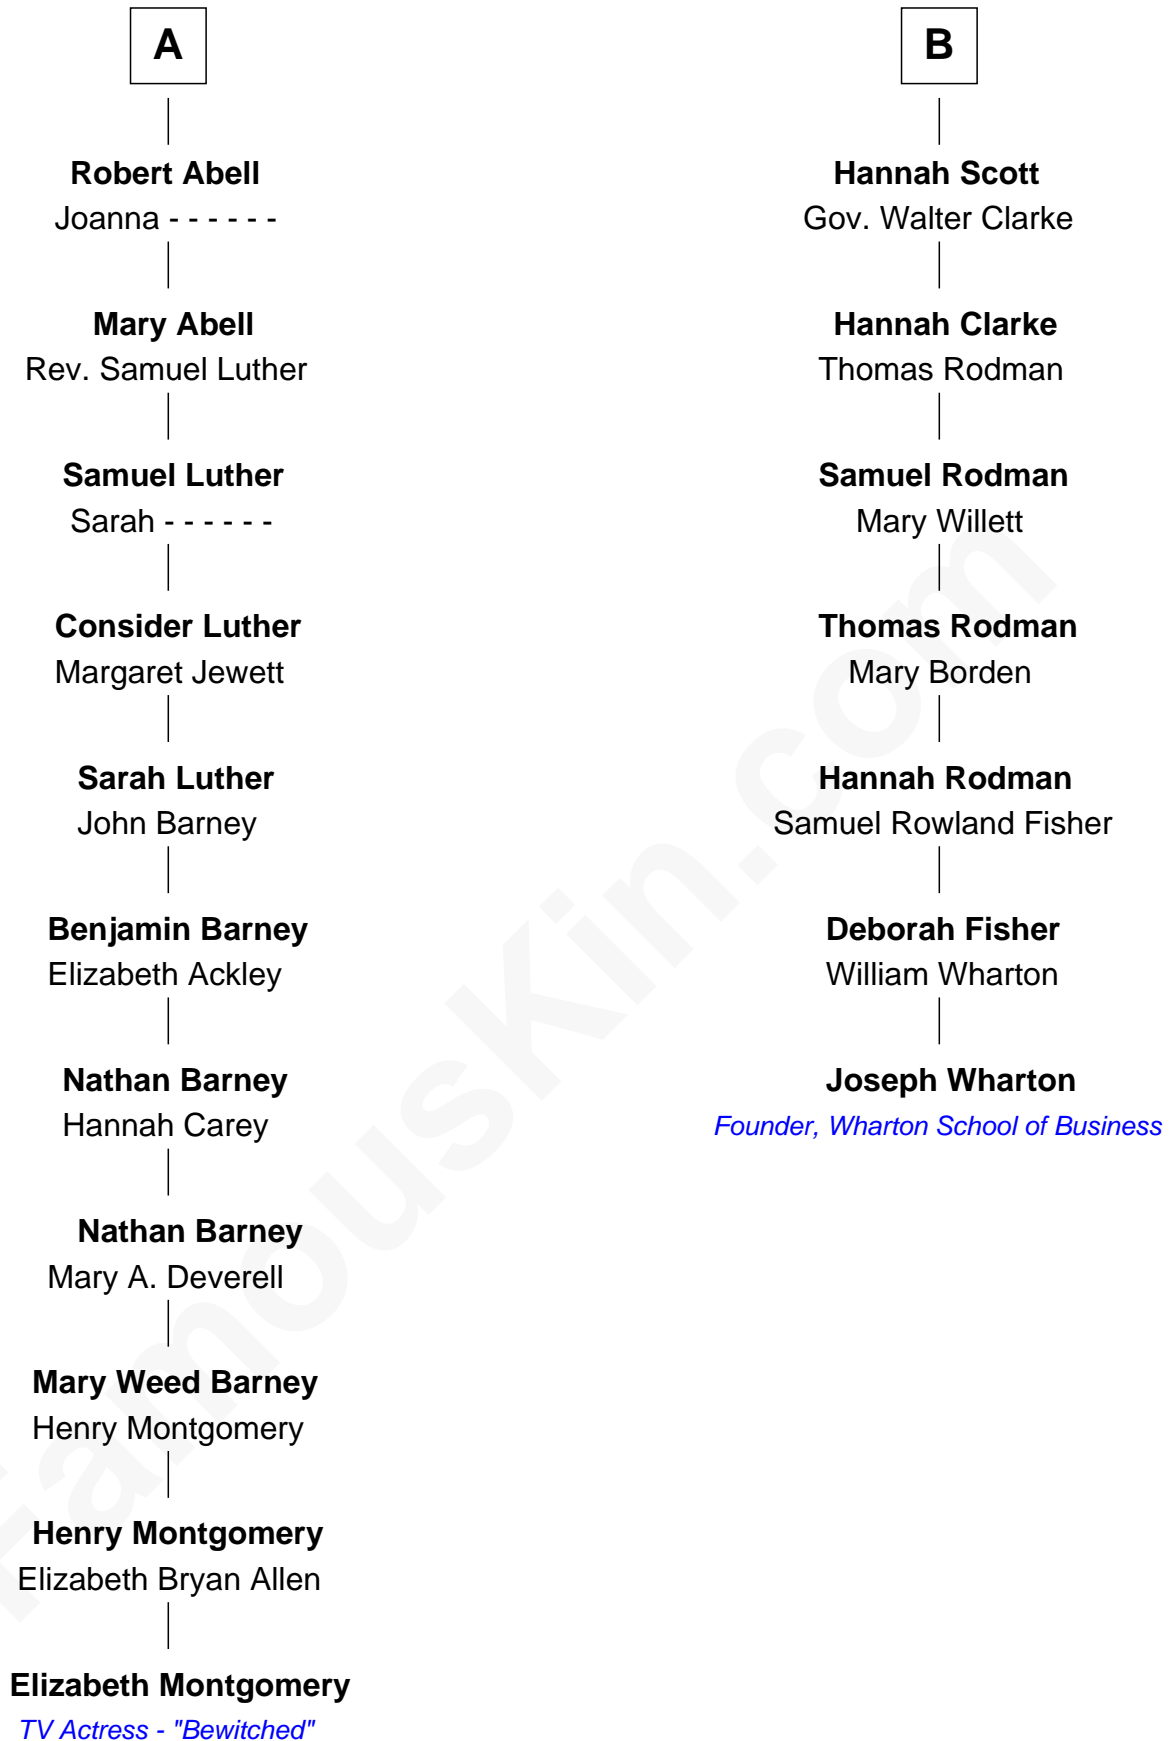 A
Robert Abell
Joanna - - - - - -
Mary Abell
Rev. Samuel Luther
Samuel Luther
Sarah - - - - - -
Consider Luther
Margaret Jewett
Sarah Luther
John Barney
Benjamin Barney
Elizabeth Ackley
Nathan Barney
Hannah Carey
Nathan Barney
Mary A. Deverell
Mary Weed Barney
Henry Montgomery
Henry Montgomery
Elizabeth Bryan Allen
Elizabeth Montgomery
TV Actress - "Bewitched"
B
Hannah Scott
Gov. Walter Clarke
Hannah Clarke
Thomas Rodman
Samuel Rodman
Mary Willett
Thomas Rodman
Mary Borden
Hannah Rodman
Samuel Rowland Fisher
Deborah Fisher
William Wharton
Joseph Wharton
Founder, Wharton School of Business
FamousKin.com